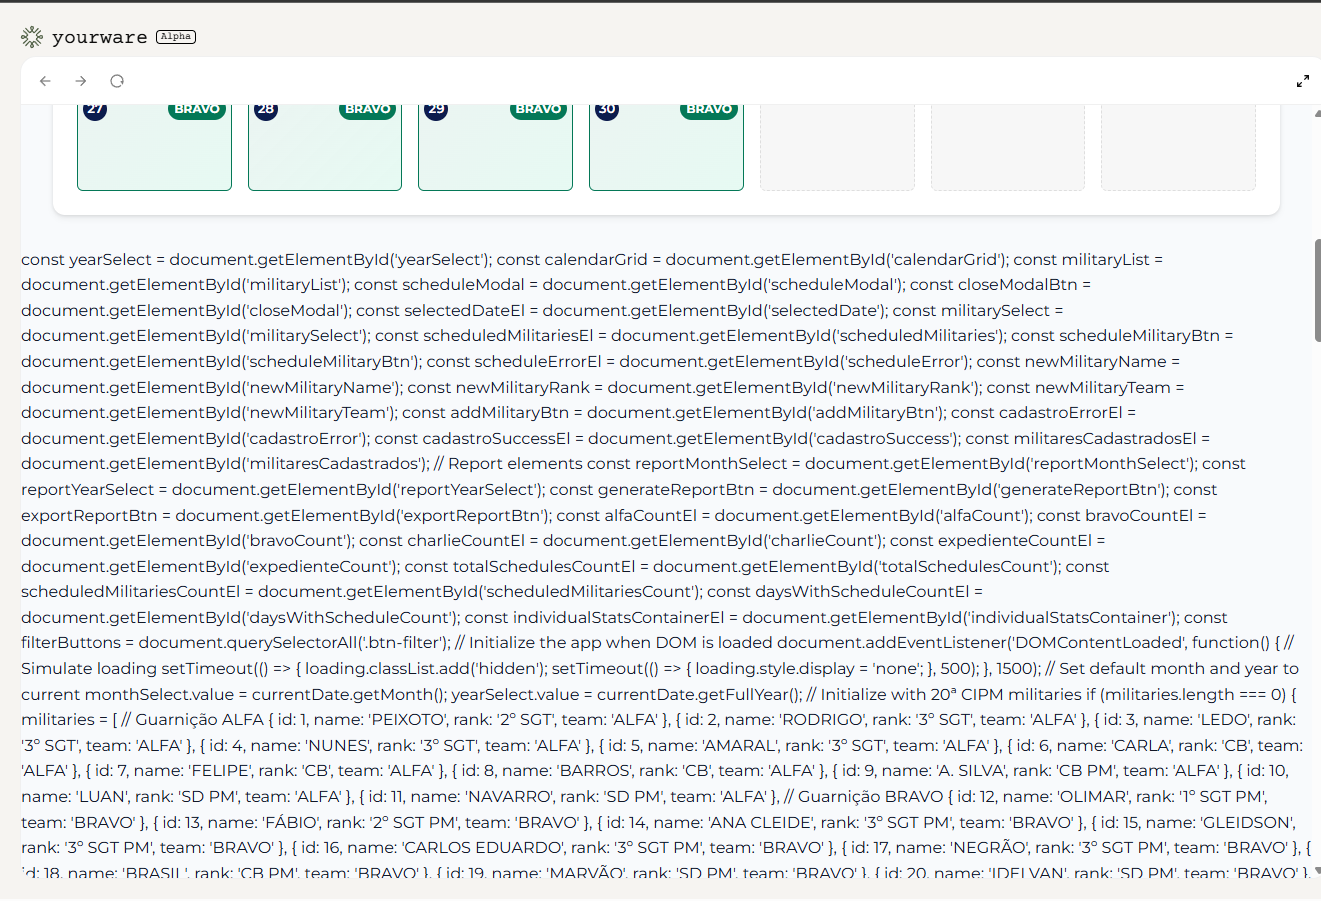 yourware Alpha
27 BRAVO 28 BRAVO 29 BRAVO 30 BRAVO
const yearSelect = document.getElementById('yearSelect'); const calendarGrid = document.getElementById('calendarGrid'); const militaryList =
document.getElementById('militaryList'); const scheduleModal = document.getElementById('scheduleModal'); const closeModalBtn =
document.getElementById('closeModal'); const selectedDateEl = document.getElementById('selectedDate'); const militarySelect =
document.getElementById('militarySelect'); const scheduledMilitariesEl = document.getElementById('scheduledMilitaries'); const scheduleMilitaryBtn =
document.getElementById('scheduleMilitaryBtn'); const scheduleErrorEl = document.getElementById('scheduleError'); const newMilitaryName =
document.getElementById('newMilitaryName'); const newMilitaryRank = document.getElementById('newMilitaryRank'); const newMilitaryTeam =
document.getElementById('newMilitaryTeam'); const addMilitaryBtn = document.getElementById('addMilitaryBtn'); const cadastroErrorEl =
document.getElementById('cadastroError'); const cadastroSuccessEl = document.getElementById('cadastroSuccess'); const militaresCadastradosEl =
document.getElementById('militaresCadastrados'); // Report elements const reportMonthSelect = document.getElementById('reportMonthSelect'); const
reportYearSelect = document.getElementById('reportYearSelect'); const generateReportBtn = document.getElementById('generateReportBtn'); const
exportReportBtn = document.getElementById('exportReportBtn'); const alfaCountEl = document.getElementById('alfaCount'); const bravoCountEl =
document.getElementById('bravoCount'); const charlieCountEl = document.getElementById('charlieCount'); const expedienteCountEl =
document.getElementById('expedienteCount'); const totalSchedulesCountEl = document.getElementById('totalSchedulesCount'); const
scheduledMilitariesCountEl = document.getElementById('scheduledMilitariesCount'); const daysWithScheduleCountEl =
document.getElementById('daysWithScheduleCount'); const individualStatsContainerEl = document.getElementById('individualStatsContainer'); const
filterButtons = document.querySelectorAll('.btn-filter'); // Initialize the app when DOM is loaded document.addEventListener('DOMContentLoaded', function() { //
Simulate loading setTimeout(() => { loading.classList.add('hidden'); setTimeout(() => { loading.style.display = 'none'; }, 500); }, 1500); // Set default month and year to
current monthSelect.value = currentDate.getMonth(); yearSelect.value = currentDate.getFullYear(); // Initialize with 20ª CIPM militaries if (militaries.length === 0) {
militaries = [ // Guarnição ALFA { id: 1, name: 'PEIXOTO', rank: '2º SGT', team: 'ALFA' }, { id: 2, name: 'RODRIGO', rank: '3º SGT', team: 'ALFA' }, { id: 3, name: 'LEDO', rank:
'3º SGT', team: 'ALFA' }, { id: 4, name: 'NUNES', rank: '3º SGT', team: 'ALFA' }, { id: 5, name: 'AMARAL', rank: '3º SGT', team: 'ALFA' }, { id: 6, name: 'CARLA', rank: 'CB', team:
'ALFA' }, { id: 7, name: 'FELIPE', rank: 'CB', team: 'ALFA' }, { id: 8, name: 'BARROS', rank: 'CB', team: 'ALFA' }, { id: 9, name: 'A. SILVA', rank: 'CB PM', team: 'ALFA' }, { id: 10,
name: 'LUAN', rank: 'SD PM', team: 'ALFA' }, { id: 11, name: 'NAVARRO', rank: 'SD PM', team: 'ALFA' }, // Guarnição BRAVO { id: 12, name: 'OLIMAR', rank: '1º SGT PM',
team: 'BRAVO' }, { id: 13, name: 'FÁBIO', rank: '2º SGT PM', team: 'BRAVO' }, { id: 14, name: 'ANA CLEIDE', rank: '3º SGT PM', team: 'BRAVO' }, { id: 15, name: 'GLEIDSON',
rank: '3º SGT PM', team: 'BRAVO' }, { id: 16, name: 'CARLOS EDUARDO', rank: '3º SGT PM', team: 'BRAVO' }, { id: 17, name: 'NEGRÃO', rank: '3º SGT PM', team: 'BRAVO' }, {
id: 18, name: 'BRASIL', rank: 'CB PM', team: 'BRAVO' }, { id: 19, name: 'MARVÃO', rank: 'SD PM', team: 'BRAVO' }, { id: 20, name: 'IDELVAN', rank: 'SD PM', team: 'BRAVO' },